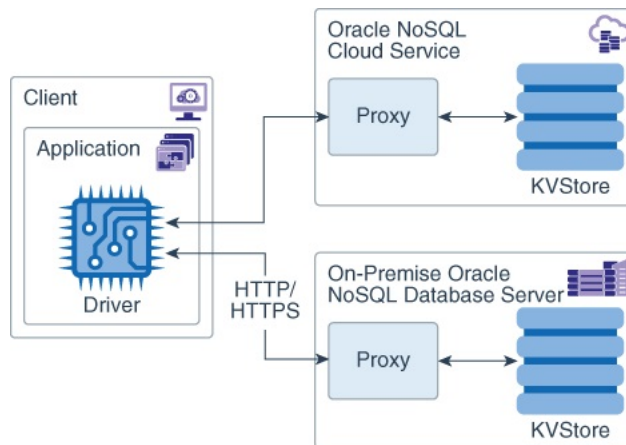 Client
Application
Driver
HTTP/
HTTPS
Oracle NoSQL
Cloud Service
Proxy
KVStore
On-Premise Oracle
NoSQL Database Server
Proxy
KVStore